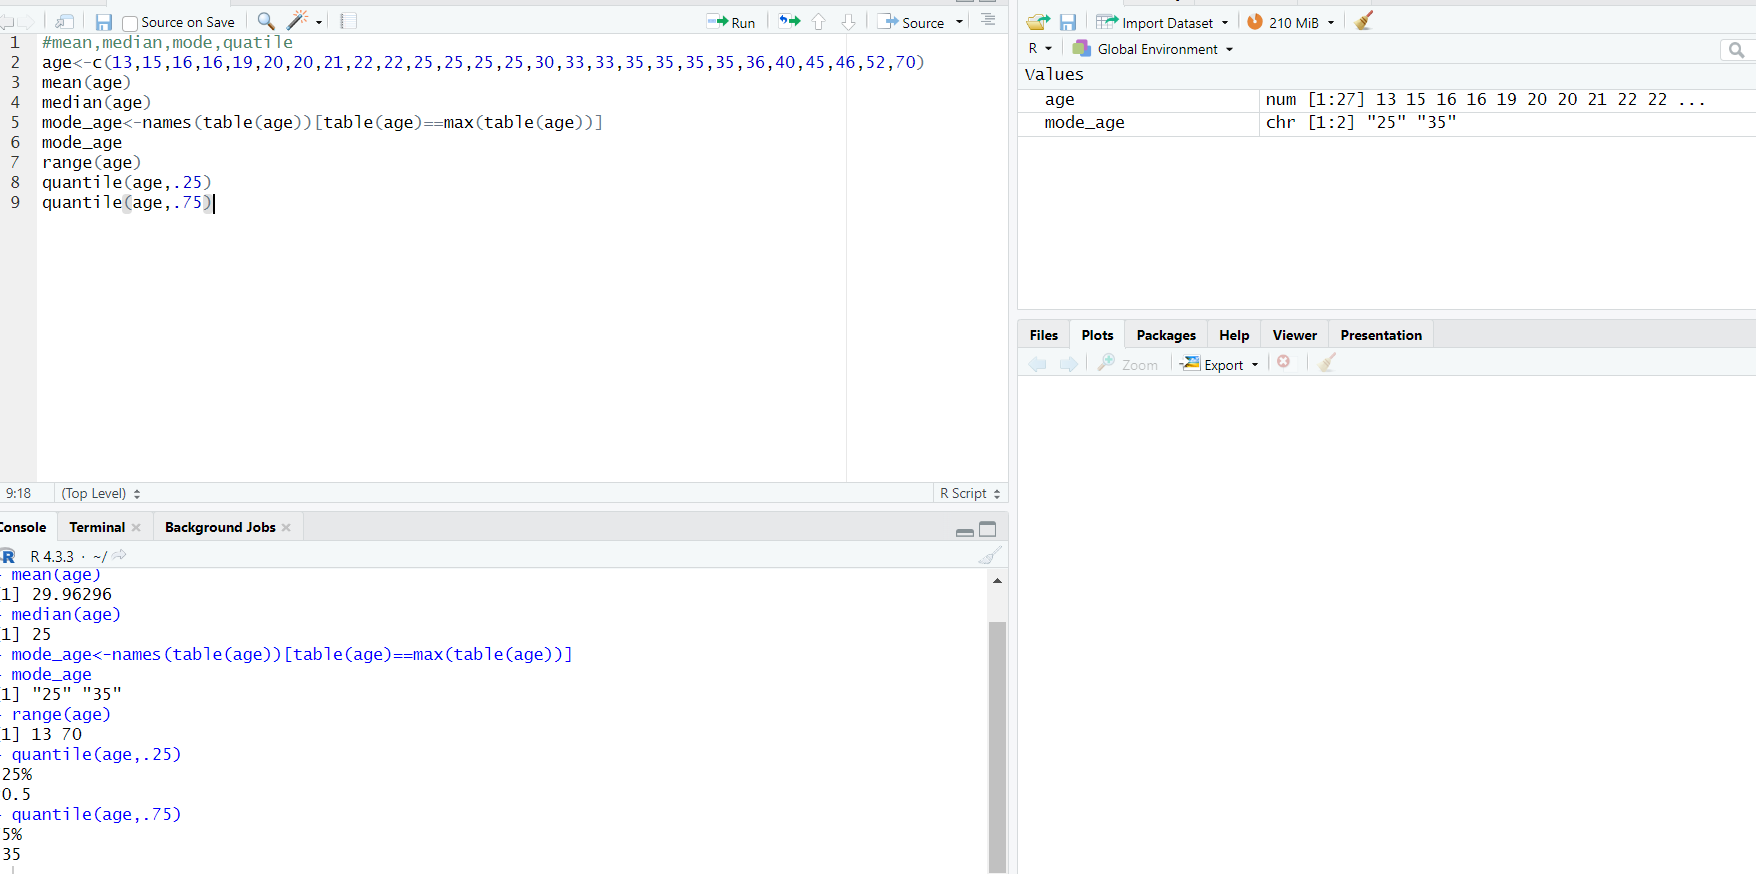 Source on Save
Run
Source
1 #mean,median,mode,quatile
2 age<-c(13,15,16,16,19,20,20,21,22,22,25,25,25,25,30,33,33,35,35,35,35,36,40,45,46,52,70)
3 mean(age)
4 median(age)
5 mode_age<-names(table(age))[table(age)==max(table(age))]
6 mode_age
7 range(age)
8 quantile(age,.25)
9 quantile(age,.75)
9:18 (Top Level) R Script
Console Terminal Background Jobs
R R 4.3.3 · ~/
mean(age)
1] 29.96296
median(age)
1] 25
mode_age<-names(table(age))[table(age)==max(table(age))]
mode_age
1] "25" "35"
range(age)
1] 13 70
quantile(age,.25)
25%
0.5
quantile(age,.75)
5%
35
Import Dataset 210 MiB
R Global Environment
Values
age num [1:27] 13 15 16 16 19 20 20 21 22 22 ...
mode_age chr [1:2] "25" "35"
Files Plots Packages Help Viewer Presentation
Zoom Export